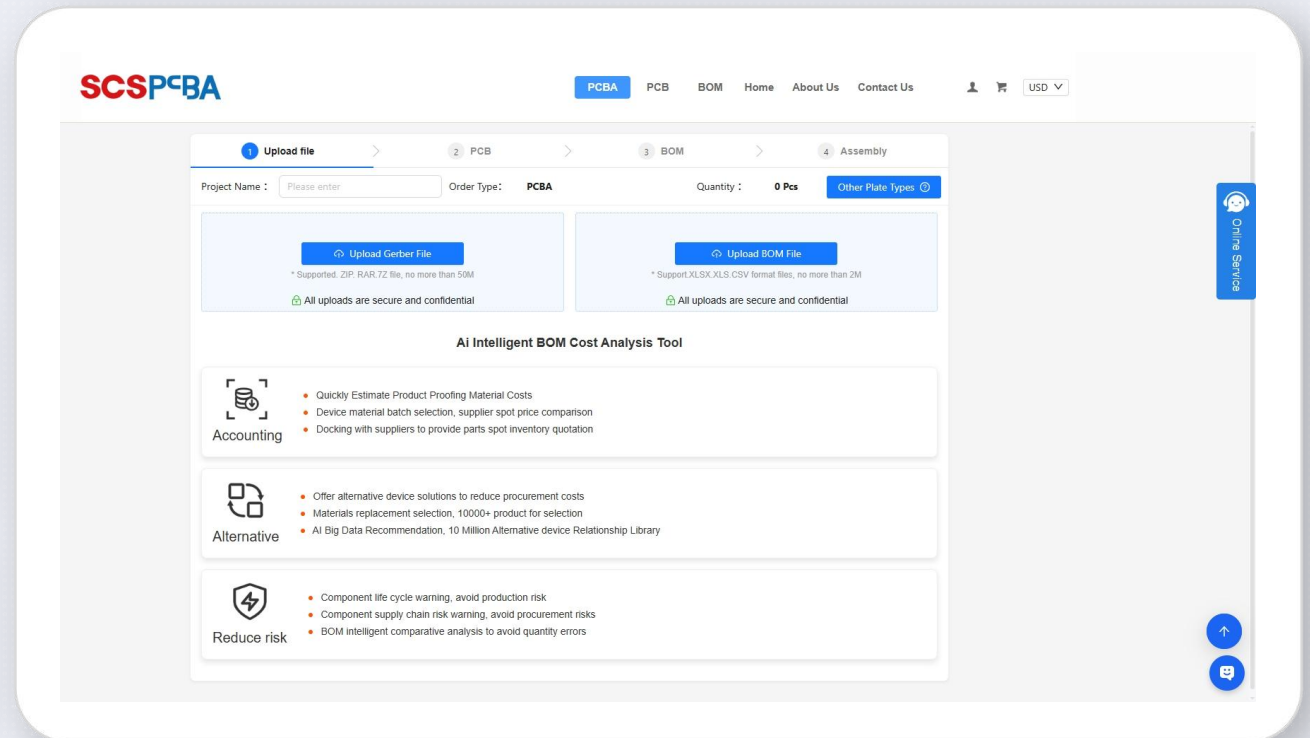 SCSPCBA
PCBA PCB BOM Home About Us Contact Us USD
1 Upload file 2 PCB 3 BOM 4 Assembly
Project Name： Please enter Order Type： PCBA Quantity： 0 Pcs Other Plate Types
Upload Gerber File
* Supported. ZIP. RAR.7Z file, no more than 50M
All uploads are secure and confidential
Upload BOM File
* Support.XLSX.XLS.CSV format files, no more than 2M
All uploads are secure and confidential
Online Service
Ai Intelligent BOM Cost Analysis Tool
Accounting
Quickly Estimate Product Proofing Material Costs
Device material batch selection, supplier spot price comparison
Docking with suppliers to provide parts spot inventory quotation
Alternative
Offer alternative device solutions to reduce procurement costs
Materials replacement selection, 10000+ product for selection
AI Big Data Recommendation, 10 Million Alternative device Relationship Library
Reduce risk
Component life cycle warning, avoid production risk
Component supply chain risk warning, avoid procurement risks
BOM intelligent comparative analysis to avoid quantity errors